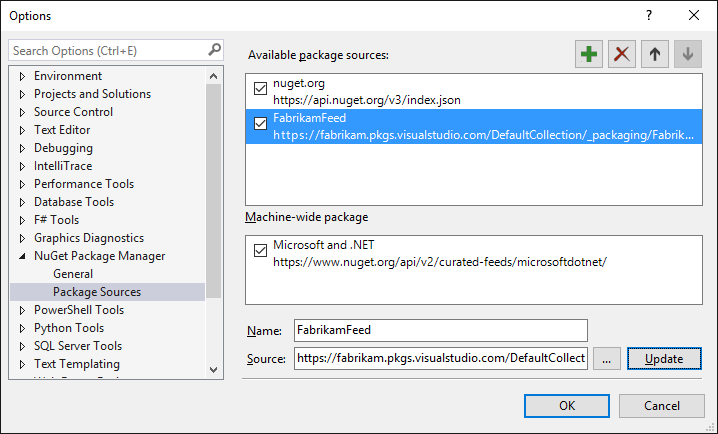 Options
?
Search Options (Ctrl+E)
Environment
Projects and Solutions
Source Control
Text Editor
Debugging
IntelliTrace
Performance Tools
Database Tools
F# Tools
Graphics Diagnostics
NuGet Package Manager
General
Package Sources
PowerShell Tools
Python Tools
SQL Server Tools
Text Templating
Available package sources:
nuget.org
https://api.nuget.org/v3/index.json
FabrikamFeed
https://fabrikam.pkgs.visualstudio.com/DefaultCollection/_packaging/Fabrik...
Machine-wide package
Microsoft and .NET
https://www.nuget.org/api/v2/curated-feeds/microsoftdotnet/
Name: FabrikamFeed
Source: https://fabrikam.pkgs.visualstudio.com/DefaultCollect ... Update
OK Cancel